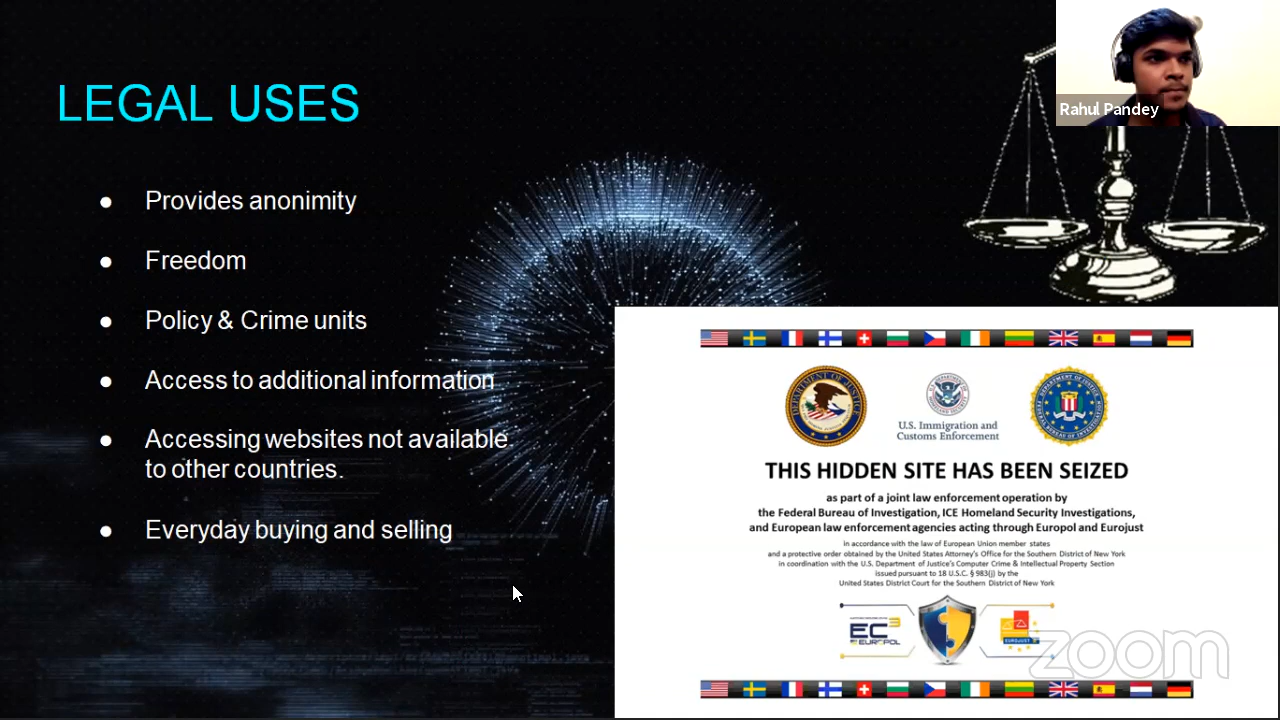 LEGAL USES
● Provides anonimity
● Freedom
● Policy & Crime units
● Access to additional information
● Accessing websites not available
to other countries.
● Everyday buying and selling
Rahul Pandey
DEPARTMENT OF JUSTICE
U.S. Immigration and
Customs Enforcement
THIS HIDDEN SITE HAS BEEN SEIZED
as part of a joint law enforcement operation by
the Federal Bureau of Investigation, ICE Homeland Security Investigations,
and European law enforcement agencies acting through Europol and Eurojust
in accordance with the law of European Union member states
and a protective order obtained by the United States Attorney's Office for the Southern District of New York
in coordination with the U.S. Department of Justice's Computer Crime & Intellectual Property Section
issued pursuant to 18 U.S.C. § 983(j) by the
United States District Court for the Southern District of New York
EC3
EUROPOL
EUROJUST
zoom